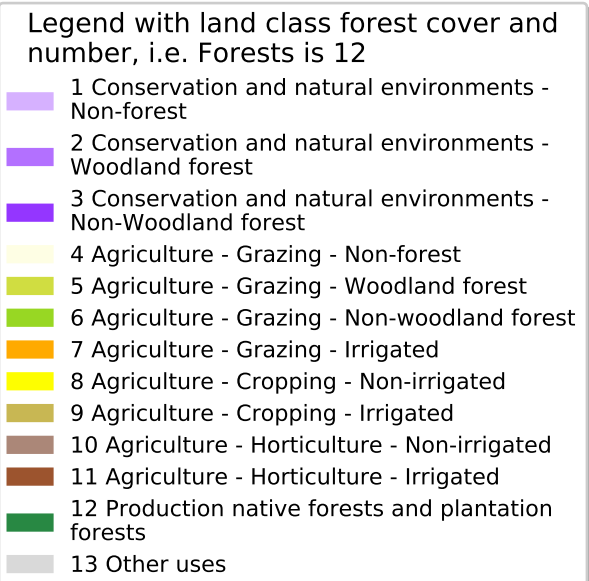 Legend with land class forest cover and
number, i.e. Forests is 12
1 Conservation and natural environments -
Non-forest
2 Conservation and natural environments -
Woodland forest
3 Conservation and natural environments -
Non-Woodland forest
4 Agriculture - Grazing - Non-forest
5 Agriculture - Grazing - Woodland forest
6 Agriculture - Grazing - Non-woodland forest
7 Agriculture - Grazing - Irrigated
8 Agriculture - Cropping - Non-irrigated
9 Agriculture - Cropping - Irrigated
10 Agriculture - Horticulture - Non-irrigated
11 Agriculture - Horticulture - Irrigated
12 Production native forests and plantation
forests
13 Other uses